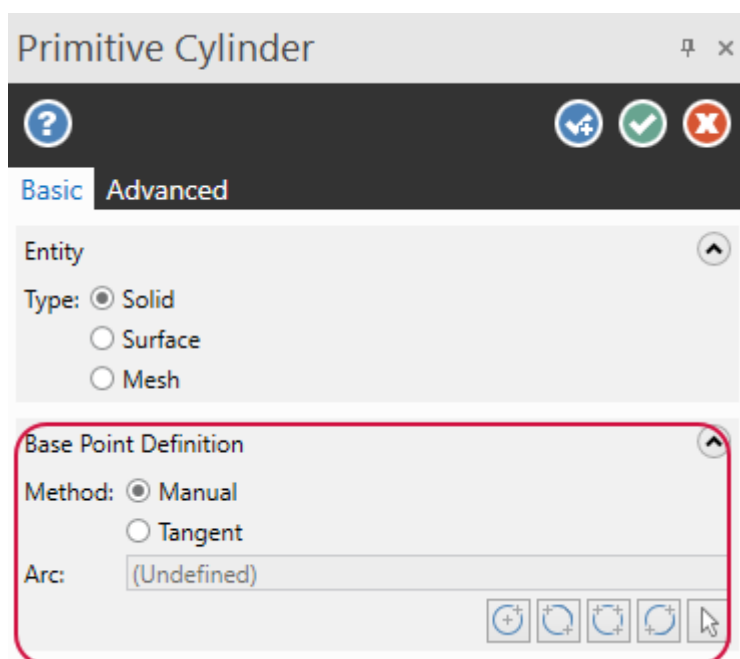 Primitive Cylinder
Basic Advanced
Entity
Type: Solid
Surface
Mesh
Base Point Definition
Method: Manual
Tangent
Arc: (Undefined)